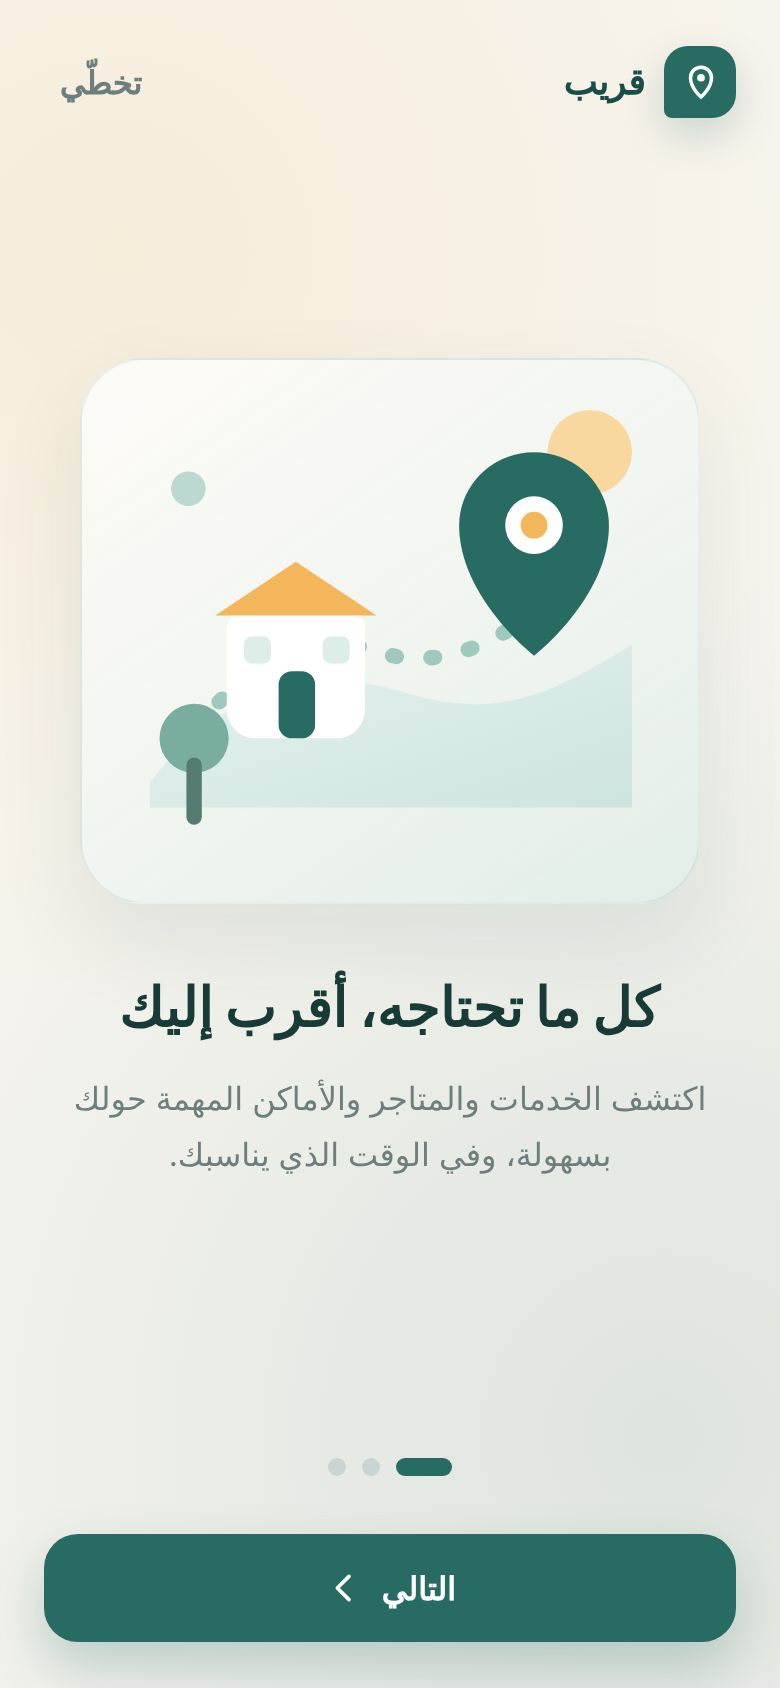 قريب
تخطّي
كل ما تحتاجه، أقرب إليك
اكتشف الخدمات والمتاجر والأماكن المهمة حولك
بسهولة، وفي الوقت الذي يناسبك.
التالي